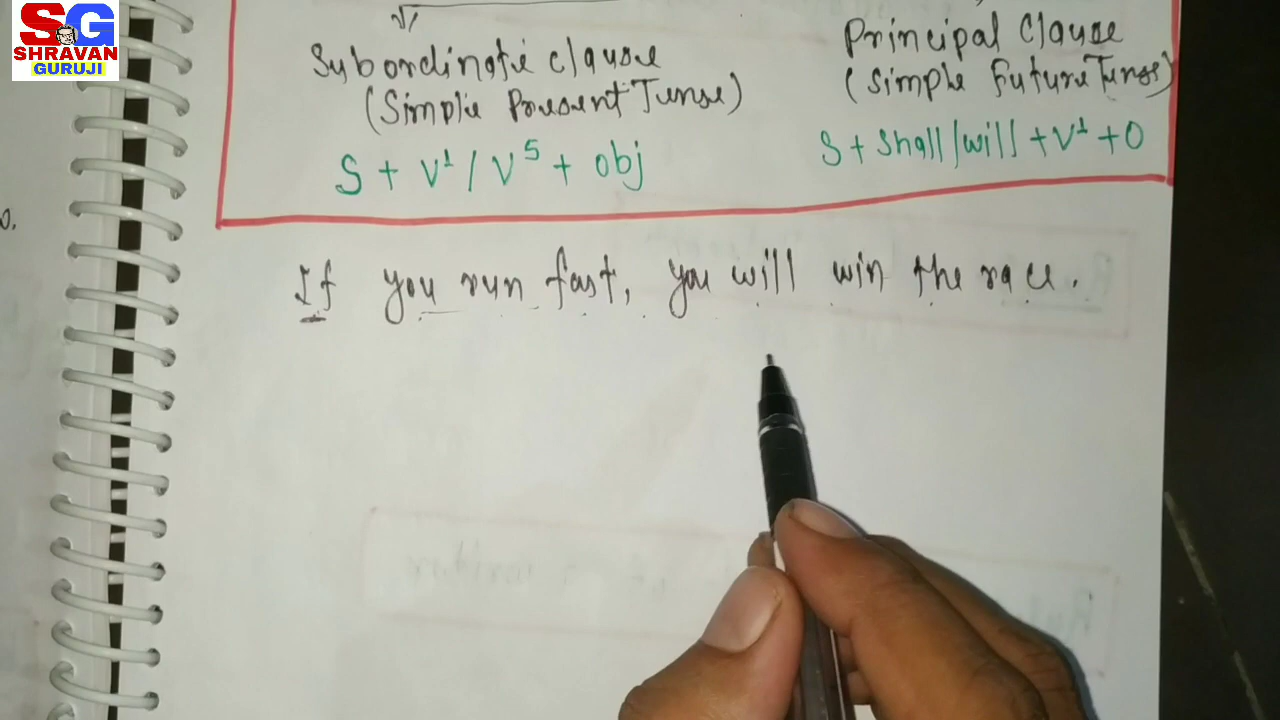 SG
SHRAVAN
GURUJI
Subordinate clause
(Simple Present Tense)
S + V¹ / V⁵ + obj
Principal Clause
(Simple Future Tense)
S + Shall/will + V¹ + O
If you run fast, you will win the race.